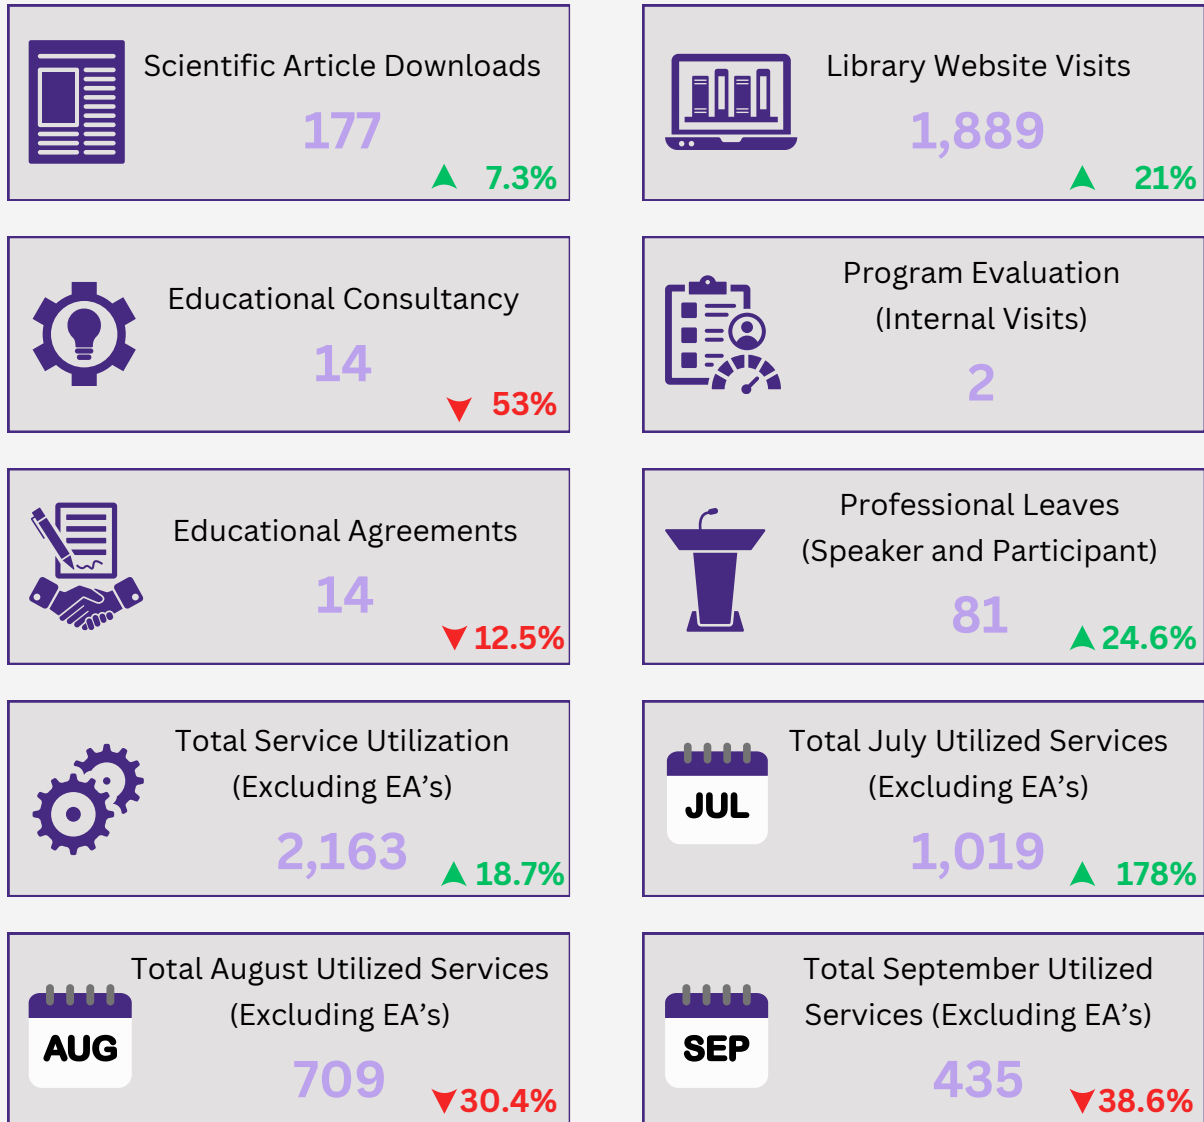 Scientific Article Downloads
177
7.3%
Library Website Visits
1,889
21%
Educational Consultancy
14
53%
Program Evaluation
(Internal Visits)
2
Educational Agreements
14
12.5%
Professional Leaves
(Speaker and Participant)
81
24.6%
Total Service Utilization
(Excluding EA’s)
2,163
18.7%
JUL
Total July Utilized Services
(Excluding EA’s)
1,019
178%
AUG
Total August Utilized Services
(Excluding EA’s)
709
30.4%
SEP
Total September Utilized
Services (Excluding EA’s)
435
38.6%